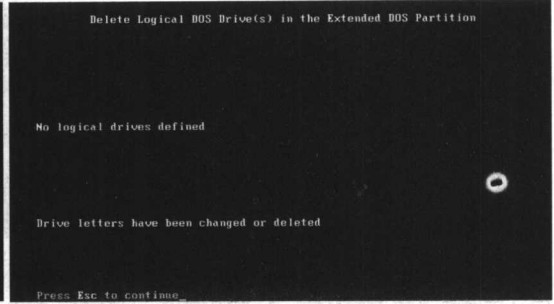 Delete Logical DOS Drive(s) in the Extended DOS Partition
No logical drives defined
Drive letters have been changed or deleted
Press Esc to continue_